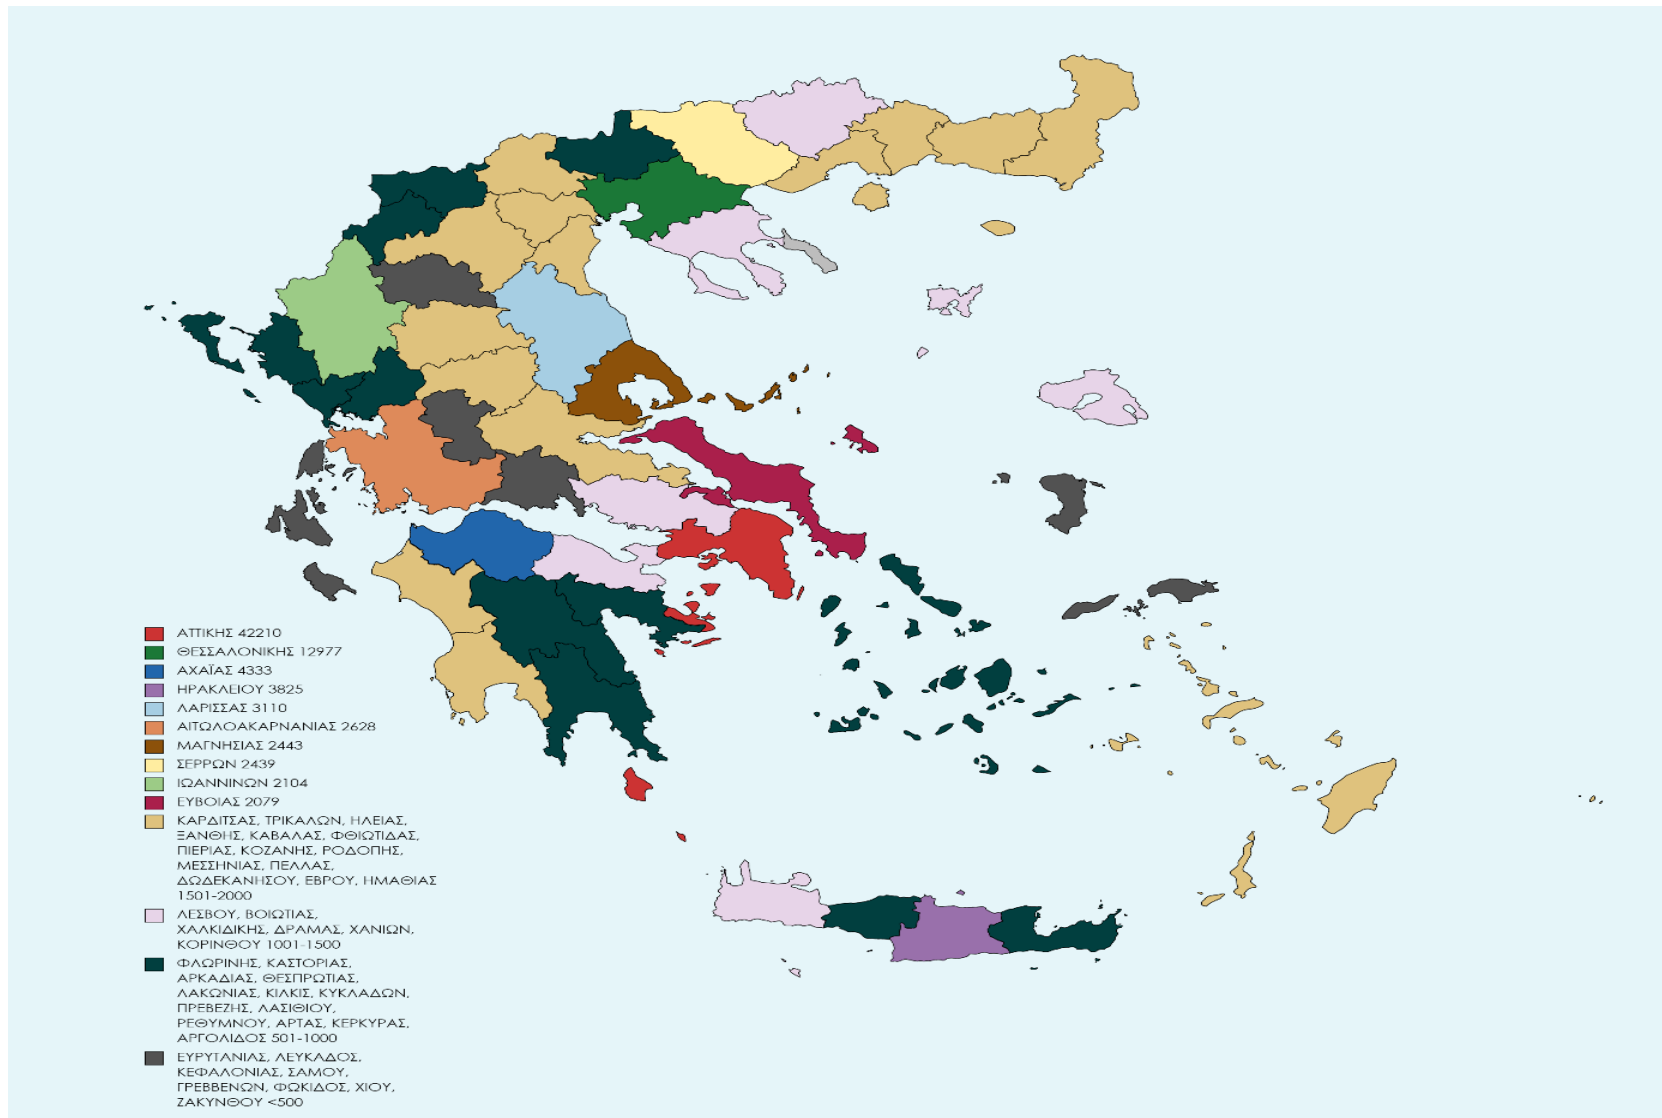 ΑΤΤΙΚΗΣ 42210
ΘΕΣΣΑΛΟΝΙΚΗΣ 12977
ΑΧΑΪΑΣ 4333
ΗΡΑΚΛΕΙΟΥ 3825
ΛΑΡΙΣΣΑΣ 3110
ΑΙΤΩΛΟΑΚΑΡΝΑΝΙΑΣ 2628
ΜΑΓΝΗΣΙΑΣ 2443
ΣΕΡΡΩΝ 2439
ΙΩΑΝΝΙΝΩΝ 2104
ΕΥΒΟΙΑΣ 2079
ΚΑΡΔΙΤΣΑΣ, ΤΡΙΚΑΛΩΝ, ΗΛΕΙΑΣ,
ΞΑΝΘΗΣ, ΚΑΒΑΛΑΣ, ΦΘΙΩΤΙΔΑΣ,
ΠΙΕΡΙΑΣ, ΚΟΖΑΝΗΣ, ΡΟΔΟΠΗΣ,
ΜΕΣΣΗΝΙΑΣ, ΠΕΛΛΑΣ,
ΔΩΔΕΚΑΝΗΣΟΥ, ΕΒΡΟΥ, ΗΜΑΘΙΑΣ
1501-2000
ΛΕΣΒΟΥ, ΒΟΙΩΤΙΑΣ,
ΧΑΛΚΙΔΙΚΗΣ, ΔΡΑΜΑΣ, ΧΑΝΙΩΝ,
ΚΟΡΙΝΘΟΥ 1001-1500
ΦΛΩΡΙΝΗΣ, ΚΑΣΤΟΡΙΑΣ,
ΑΡΚΑΔΙΑΣ, ΘΕΣΠΡΩΤΙΑΣ,
ΛΑΚΩΝΙΑΣ, ΚΙΛΚΙΣ, ΚΥΚΛΑΔΩΝ,
ΠΡΕΒΕΖΗΣ, ΛΑΣΙΘΙΟΥ,
ΡΕΘΥΜΝΟΥ, ΑΡΤΑΣ, ΚΕΡΚΥΡΑΣ,
ΑΡΓΟΛΙΔΟΣ 501-1000
ΕΥΡΥΤΑΝΙΑΣ, ΛΕΥΚΑΔΟΣ,
ΚΕΦΑΛΟΝΙΑΣ, ΣΑΜΟΥ,
ΓΡΕΒΒΕΝΩΝ, ΦΩΚΙΔΟΣ, ΧΙΟΥ,
ΖΑΚΥΝΘΟΥ <500